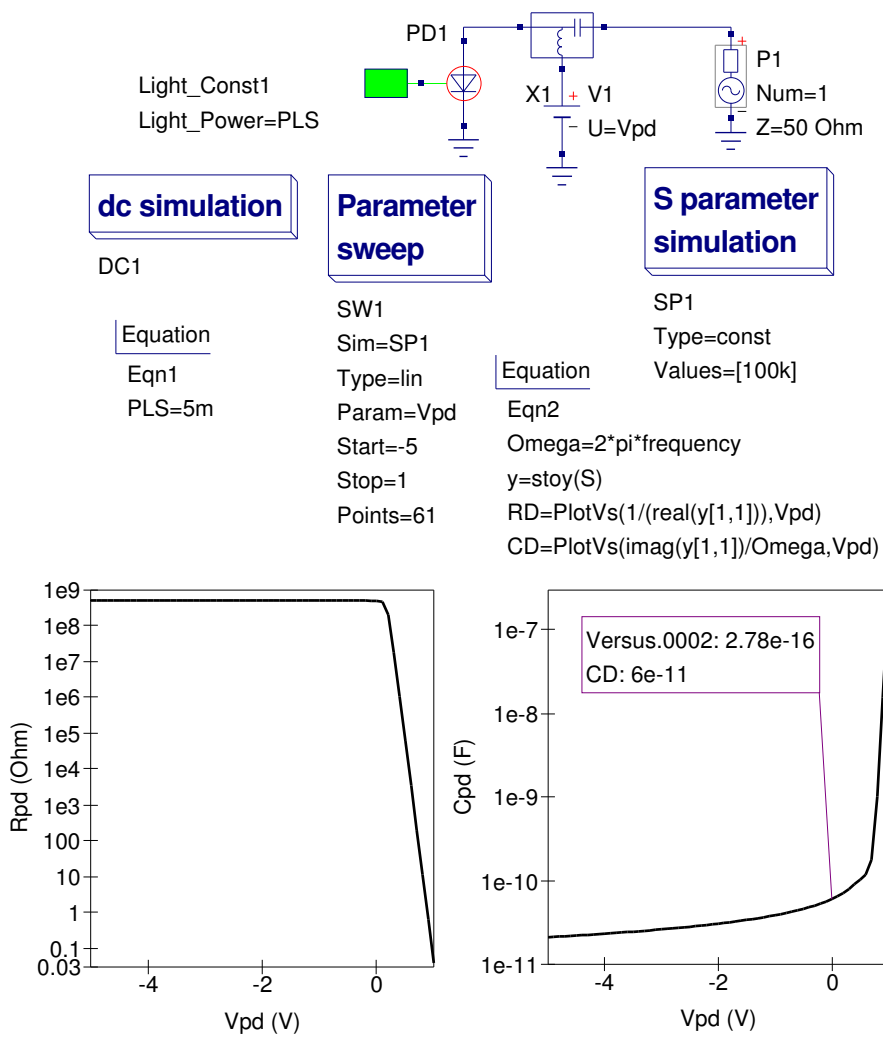 PD1
Light_Const1
Light_Power=PLS
X1
+ V1
− U=Vpd
+
P1
Num=1
−
Z=50 Ohm
dc simulation
DC1
Parameter
sweep
SW1
Sim=SP1
Type=lin
Param=Vpd
Start=-5
Stop=1
Points=61
S parameter
simulation
SP1
Type=const
Values=[100k]
Equation
Eqn1
PLS=5m
Equation
Eqn2
Omega=2*pi*frequency
y=stoy(S)
RD=PlotVs(1/(real(y[1,1])),Vpd)
CD=PlotVs(imag(y[1,1])/Omega,Vpd)
1e9
1e8
1e7
1e6
1e5
1e4
1e3
100
10
1
0.1
0.03
Rpd (Ohm)
-4
-2
0
Vpd (V)
1e-7
1e-8
1e-9
1e-10
1e-11
Cpd (F)
Versus.0002: 2.78e-16
CD: 6e-11
-4
-2
0
Vpd (V)